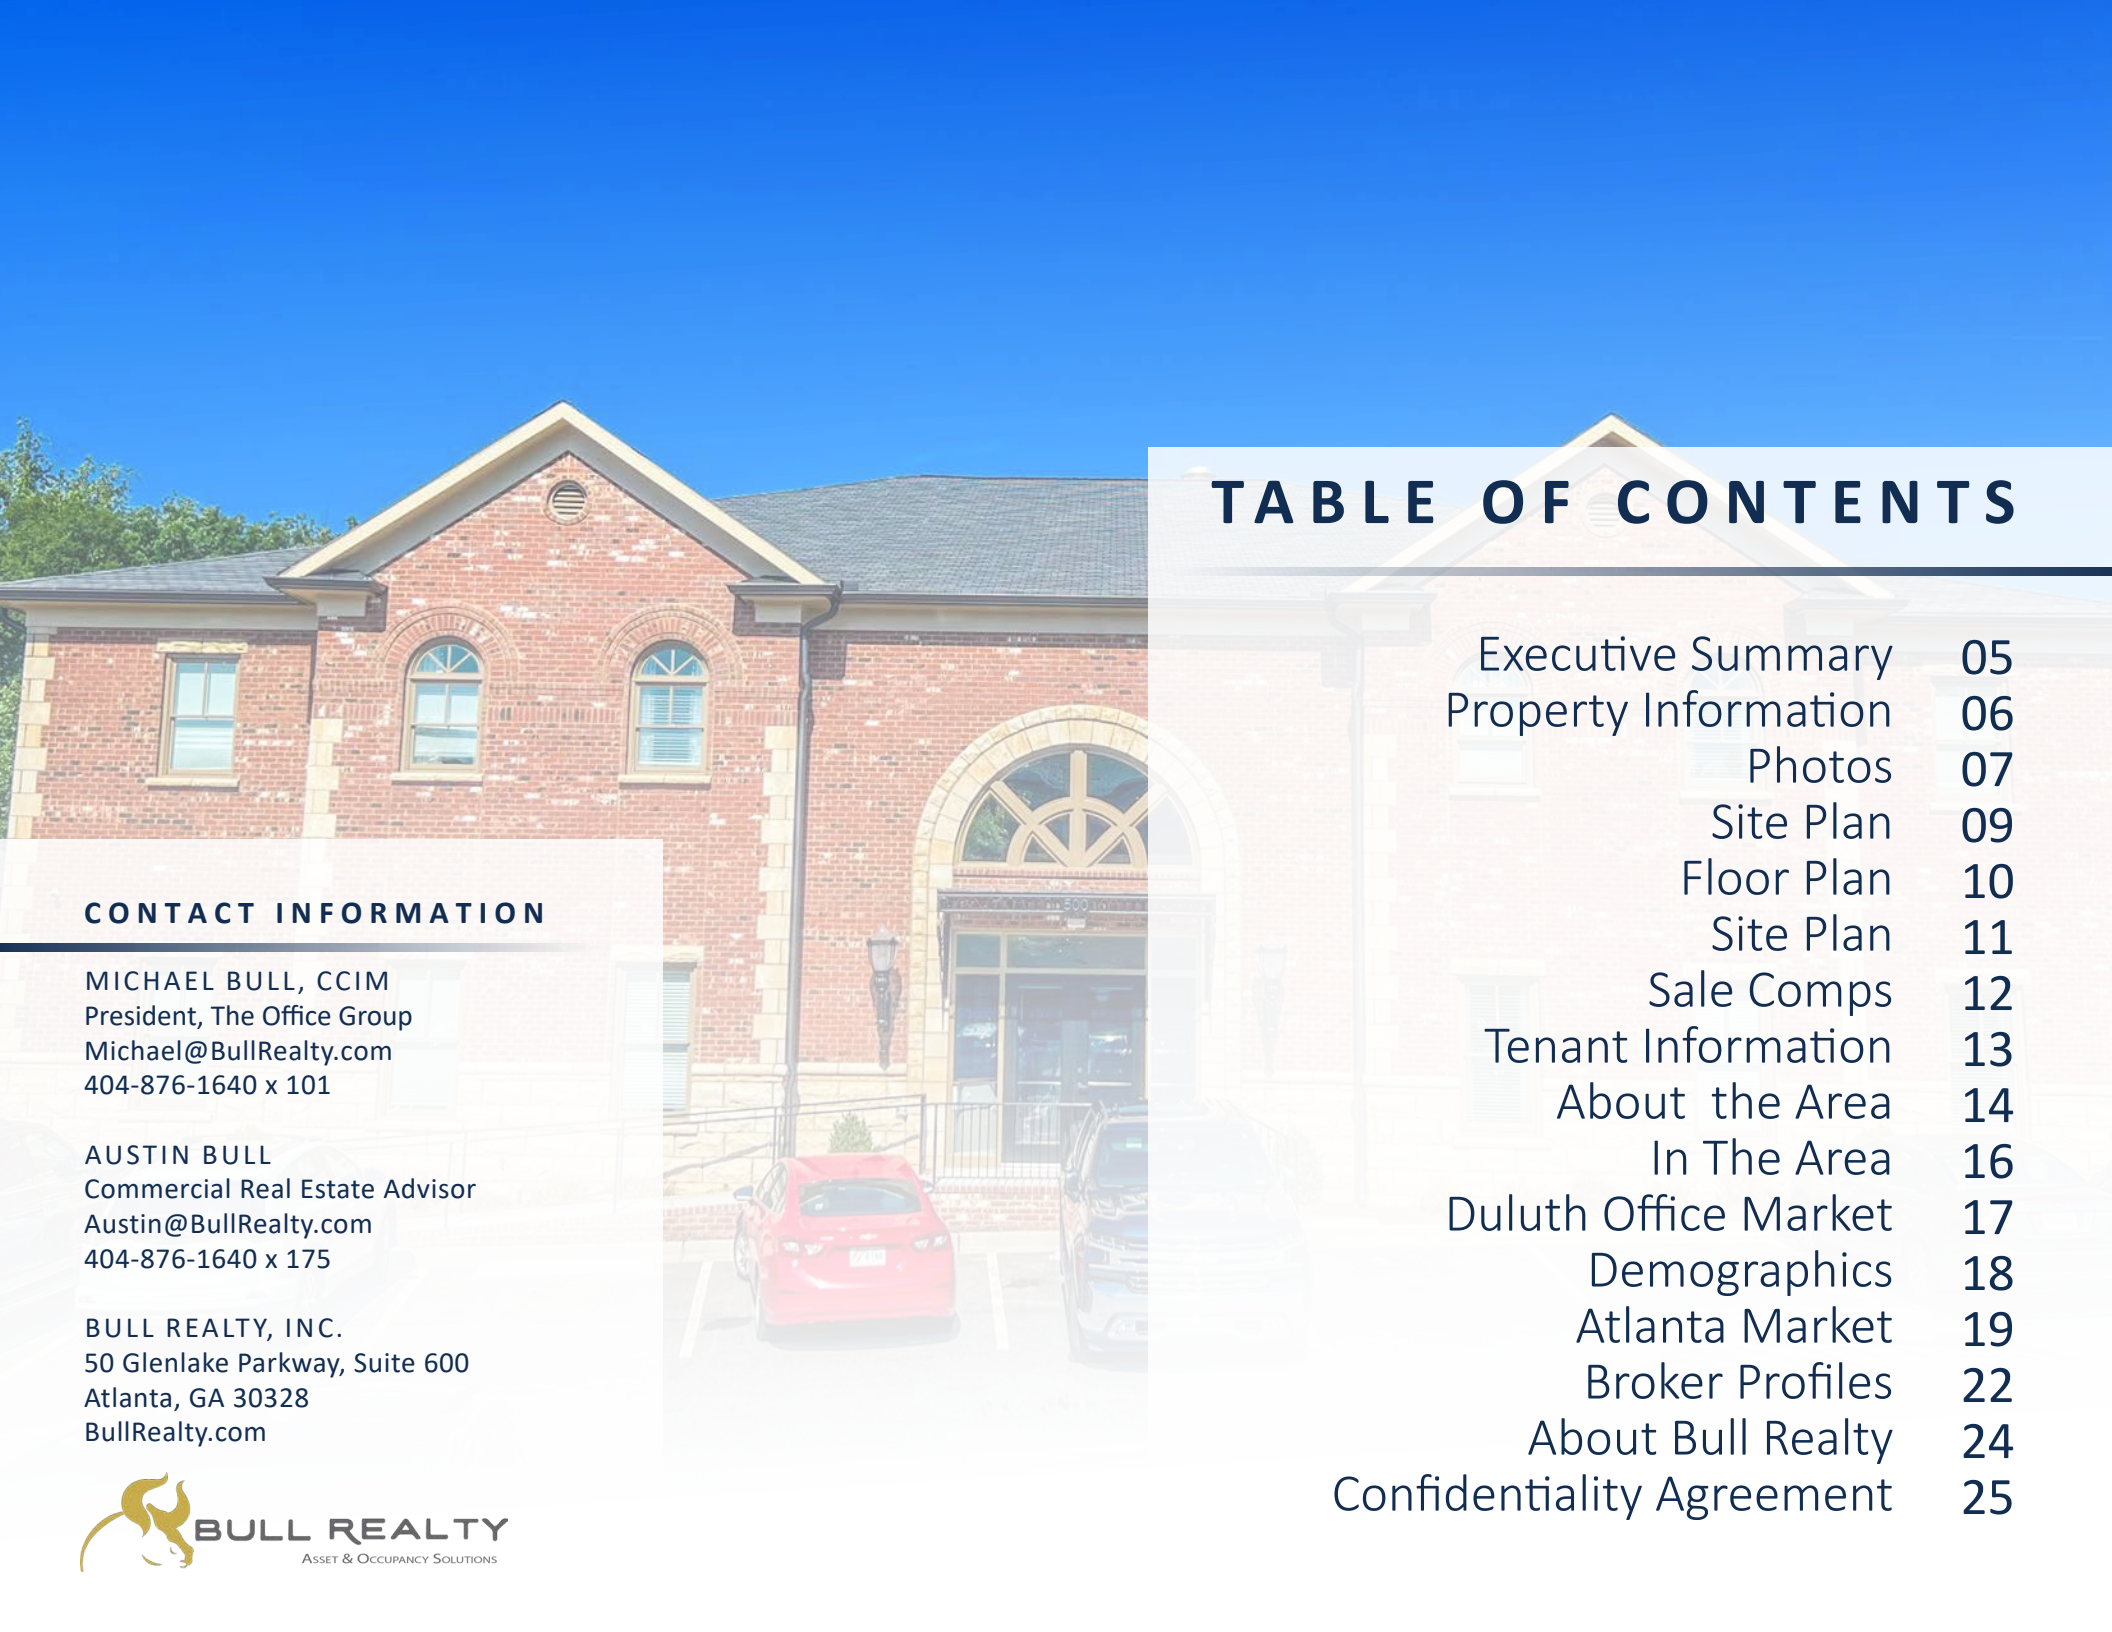 TABLE OF CONTENTS
Executive Summary 05
Property Information 06
Photos 07
Site Plan 09
Floor Plan 10
Site Plan 11
Sale Comps 12
Tenant Information 13
About the Area 14
In The Area 16
Duluth Office Market 17
Demographics 18
Atlanta Market 19
Broker Profiles 22
About Bull Realty 24
Confidentiality Agreement 25
500
CONTACT INFORMATION
MICHAEL BULL, CCIM
President, The Office Group
Michael@BullRealty.com
404-876-1640 x 101
AUSTIN BULL
Commercial Real Estate Advisor
Austin@BullRealty.com
404-876-1640 x 175
BULL REALTY, INC.
50 Glenlake Parkway, Suite 600
Atlanta, GA 30328
BullRealty.com
BULL REALTY
ASSET & OCCUPANCY SOLUTIONS